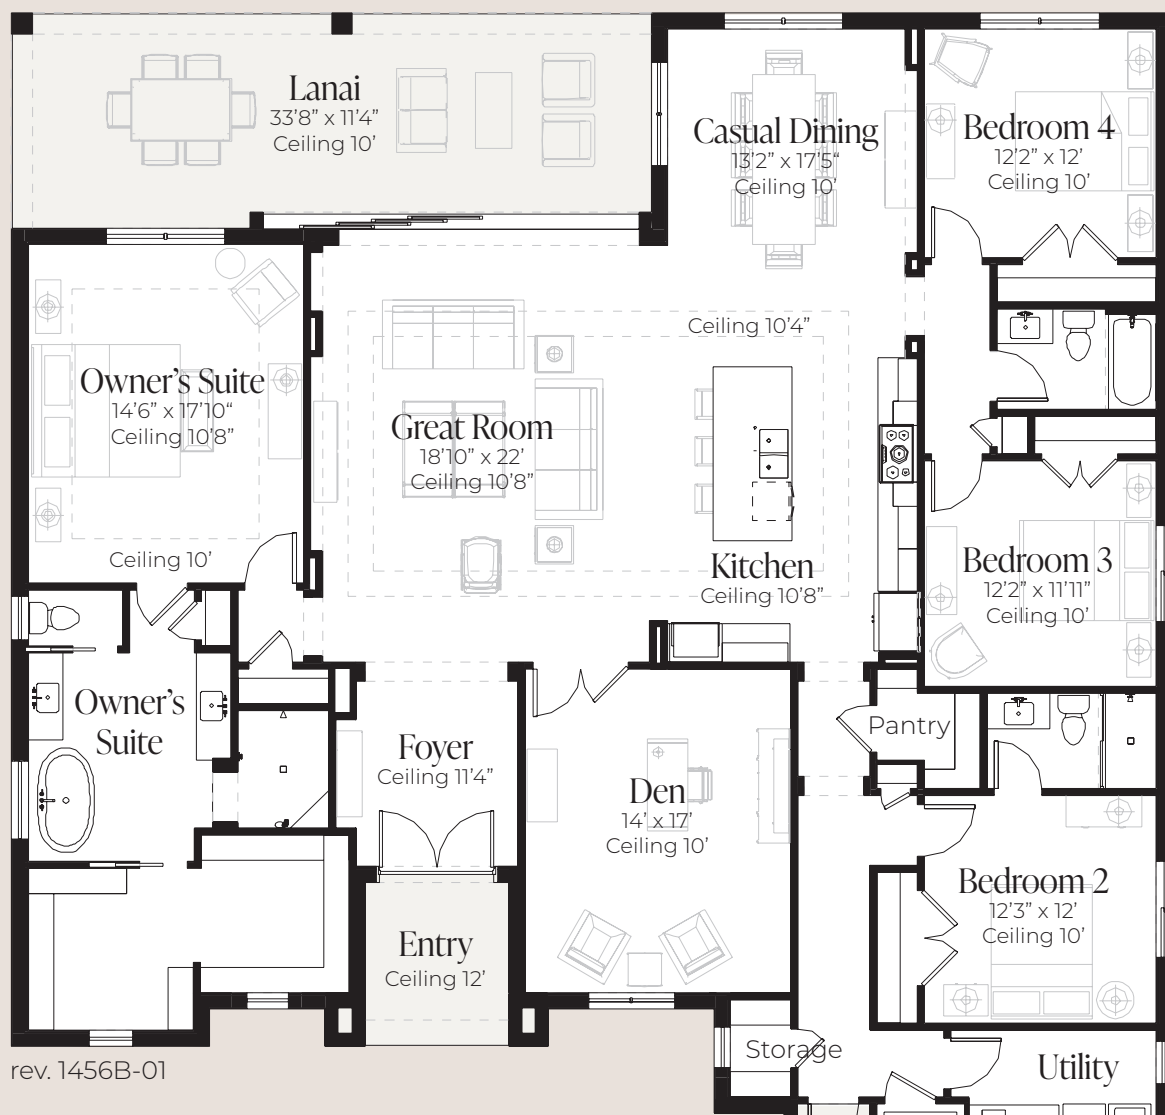 Lanai
33’8” x 11’4”
Ceiling 10’
Casual Dining
13’2” x 17’5“
Ceiling 10’
Bedroom 4
12’2” x 12’
Ceiling 10’
Owner’s Suite
14’6” x 17’10“
Ceiling 10’8”
Ceiling 10’
Great Room
18’10” x 22’
Ceiling 10’8”
Ceiling 10’4”
Kitchen
Ceiling 10’8”
Bedroom 3
12’2” x 11’11”
Ceiling 10’
Owner’s
Suite
Foyer
Ceiling 11’4”
Den
14’ x 17’
Ceiling 10’
Pantry
Bedroom 2
12’3” x 12’
Ceiling 10’
Entry
Ceiling 12’
Storage
Utility
rev. 1456B-01